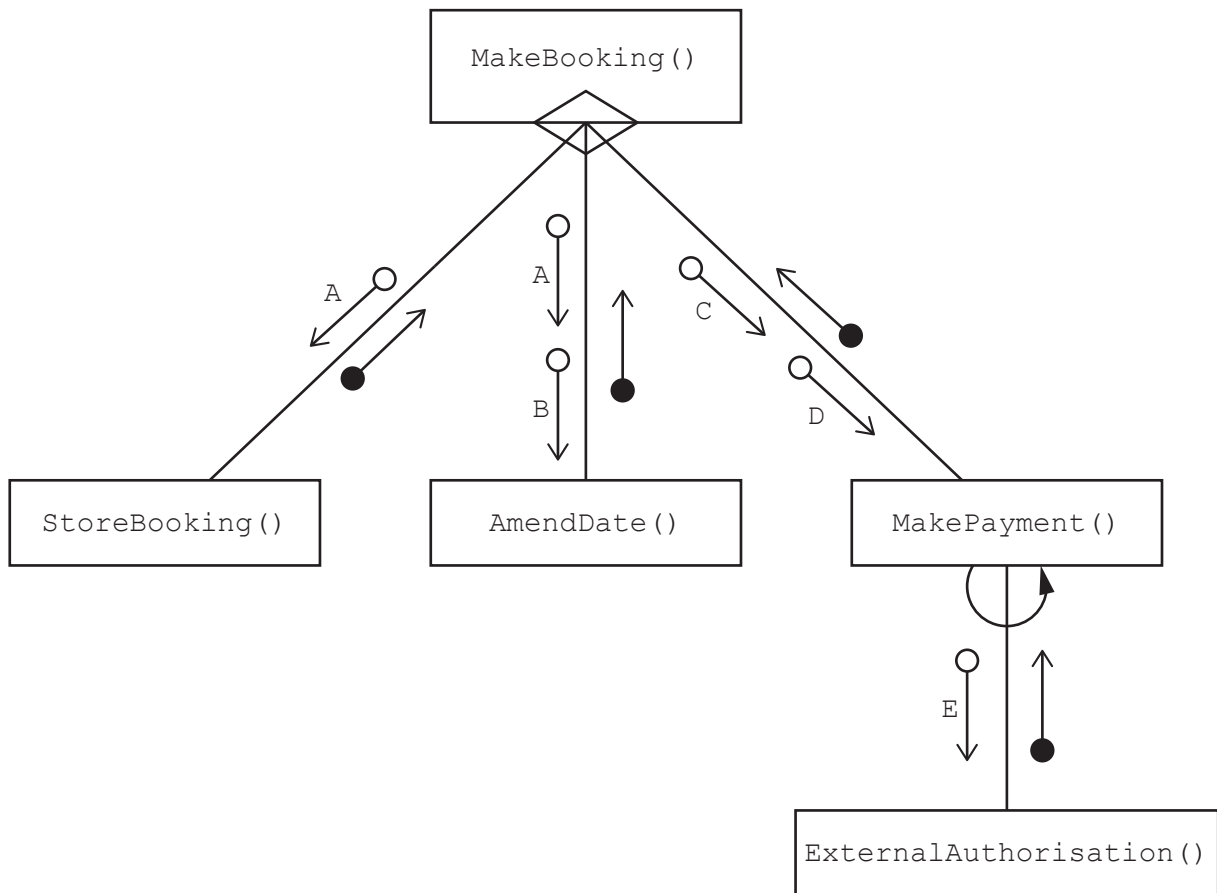 MakeBooking()
A
A
C
B
D
StoreBooking()
AmendDate()
MakePayment()
E
ExternalAuthorisation()